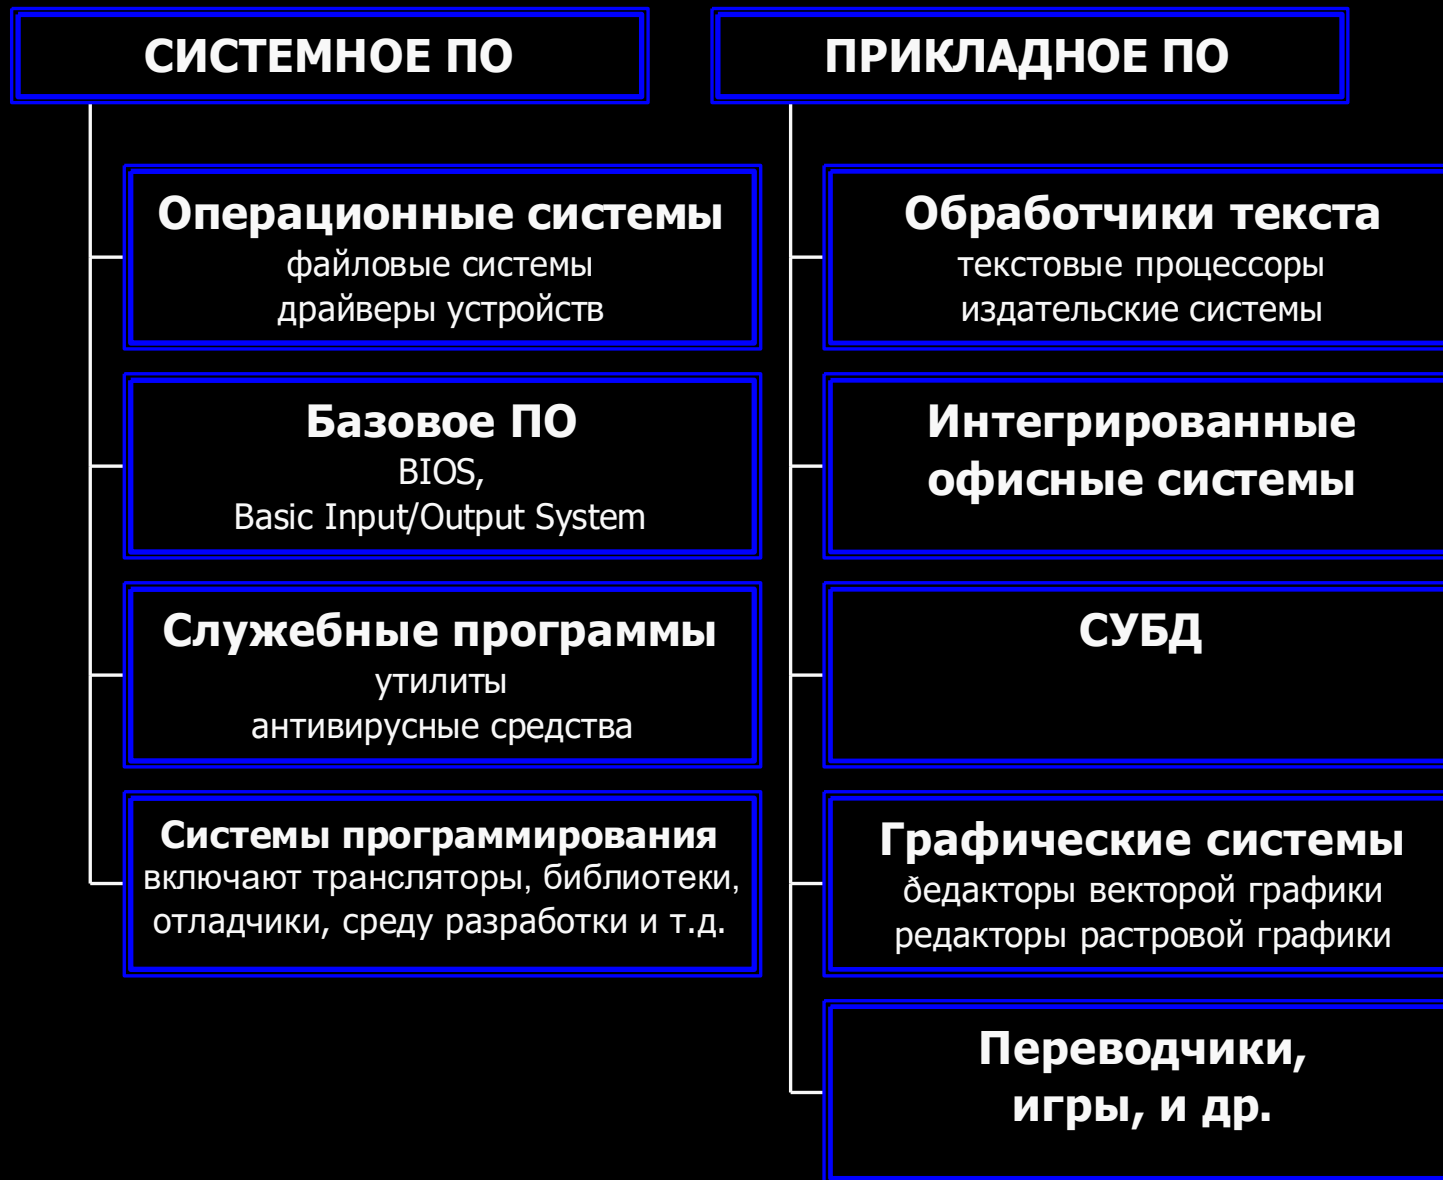 СИСТЕМНОЕ ПО
Операционные системы
файловые системы
драйверы устройств
Базовое ПО
BIOS,
Basic Input/Output System
Служебные программы
утилиты
антивирусные средства
Системы программирования
включают трансляторы, библиотеки,
отладчики, среду разработки и т.д.
ПРИКЛАДНОЕ ПО
Обработчики текста
текстовые процессоры
издательские системы
Интегрированные
офисные системы
СУБД
Графические системы
ðедакторы векторой графики
редакторы растровой графики
Переводчики,
игры, и др.